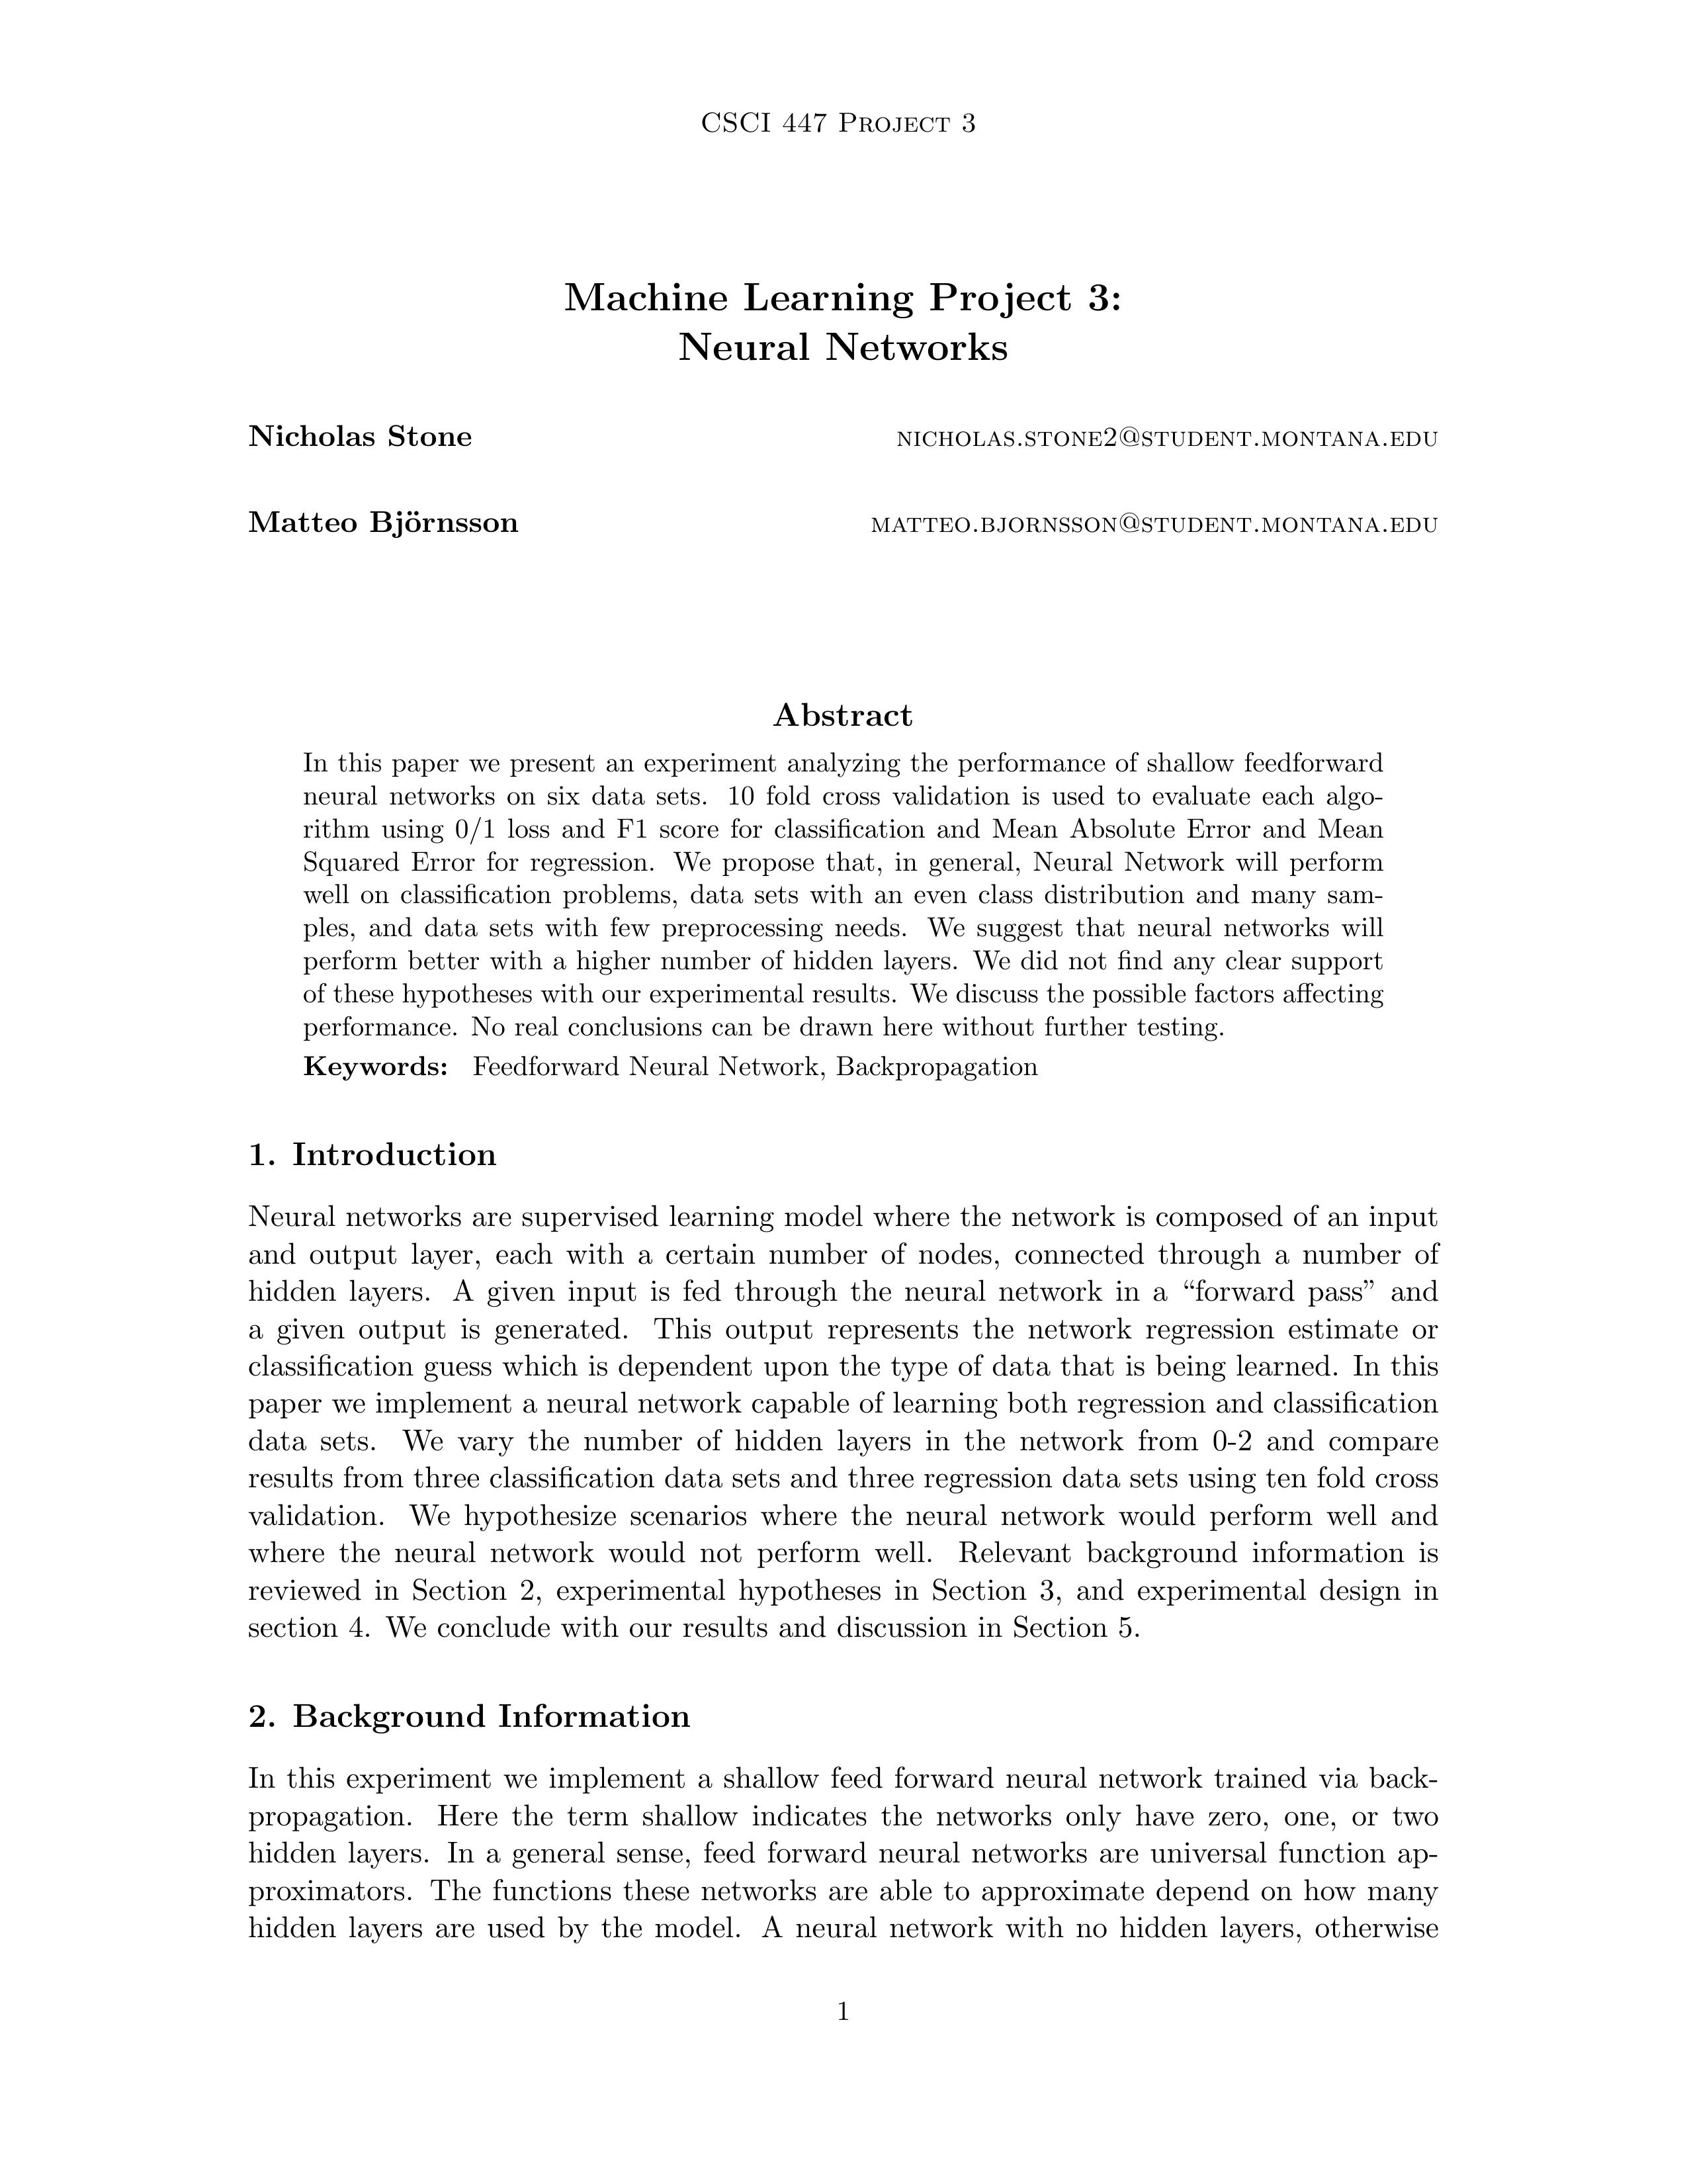 CSCI 447 Project 3
Machine Learning Project 3:
Neural Networks
Nicholas Stone nicholas.stone2@student.montana.edu
Matteo Björnsson matteo.bjornsson@student.montana.edu
Abstract
In this paper we present an experiment analyzing the performance of shallow feedforward
neural networks on six data sets. 10 fold cross validation is used to evaluate each algo-
rithm using 0/1 loss and F1 score for classification and Mean Absolute Error and Mean
Squared Error for regression. We propose that, in general, Neural Network will perform
well on classification problems, data sets with an even class distribution and many sam-
ples, and data sets with few preprocessing needs. We suggest that neural networks will
perform better with a higher number of hidden layers. We did not find any clear support
of these hypotheses with our experimental results. We discuss the possible factors affecting
performance. No real conclusions can be drawn here without further testing.
Keywords: Feedforward Neural Network, Backpropagation
1. Introduction
Neural networks are supervised learning model where the network is composed of an input
and output layer, each with a certain number of nodes, connected through a number of
hidden layers. A given input is fed through the neural network in a “forward pass” and
a given output is generated. This output represents the network regression estimate or
classification guess which is dependent upon the type of data that is being learned. In this
paper we implement a neural network capable of learning both regression and classification
data sets. We vary the number of hidden layers in the network from 0-2 and compare
results from three classification data sets and three regression data sets using ten fold cross
validation. We hypothesize scenarios where the neural network would perform well and
where the neural network would not perform well. Relevant background information is
reviewed in Section 2, experimental hypotheses in Section 3, and experimental design in
section 4. We conclude with our results and discussion in Section 5.
2. Background Information
In this experiment we implement a shallow feed forward neural network trained via back-
propagation. Here the term shallow indicates the networks only have zero, one, or two
hidden layers. In a general sense, feed forward neural networks are universal function ap-
proximators. The functions these networks are able to approximate depend on how many
hidden layers are used by the model. A neural network with no hidden layers, otherwise
1